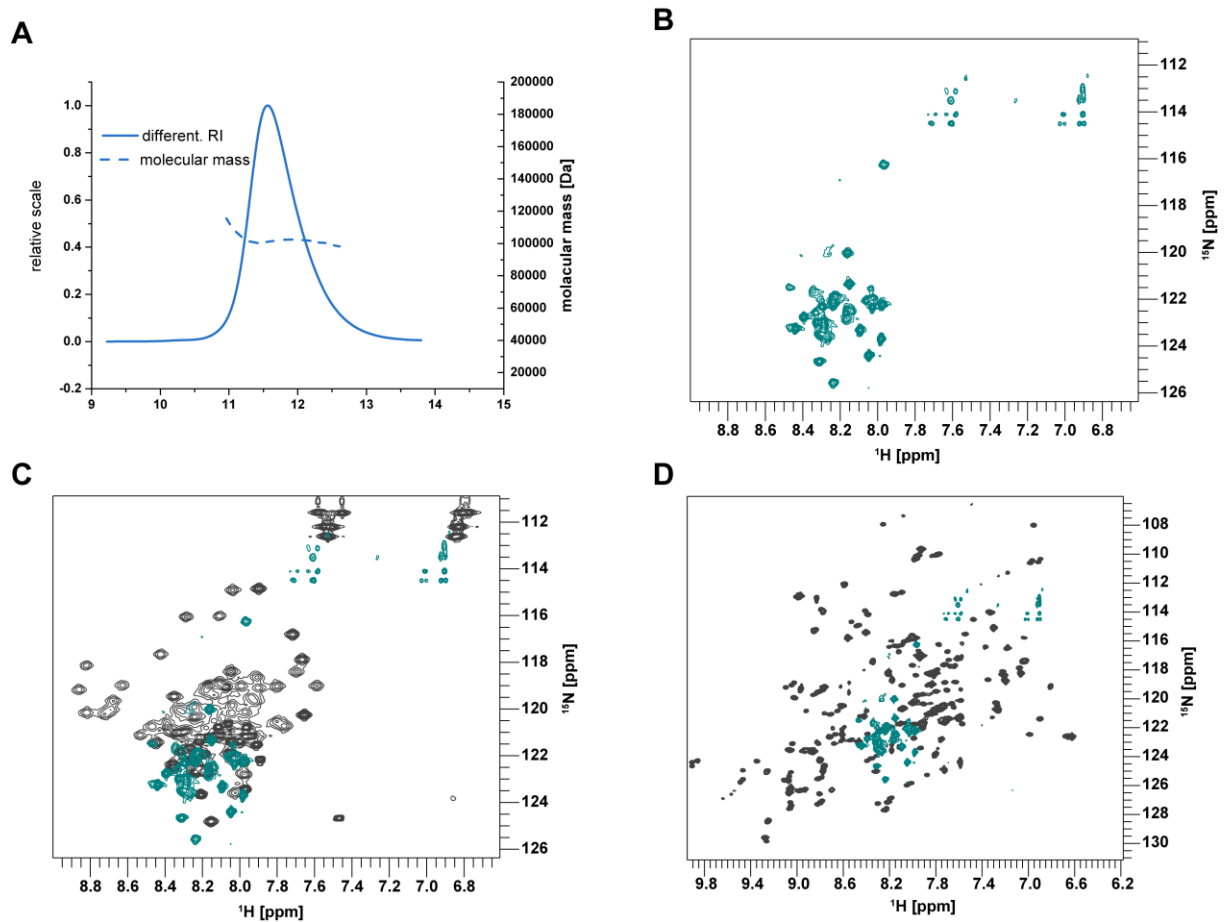 A
relative scale
1.0
0.8
0.6
0.4
0.2
0.0
-0.2
different. RI
molecular mass
200000
180000
160000
140000
120000
100000
80000
60000
40000
20000
molecular mass [Da]
9 10 11 12 13 14 15
B
112
114
116
120
122
124
126
15N [ppm]
8.8 8.6 8.4 8.2 8.0 7.8 7.6 7.4 7.2 7.0 6.8
1H [ppm]
C
112
114
116
118
120
122
124
126
15N [ppm]
8.8 8.6 8.4 8.2 8.0 7.8 7.6 7.4 7.2 7.0 6.8
1H [ppm]
D
108
110
112
114
116
118
120
122
124
126
128
130
15N [ppm]
9.8 9.4 9.0 8.6 8.2 7.8 7.4 7.0 6.6 6.2
1H [ppm]